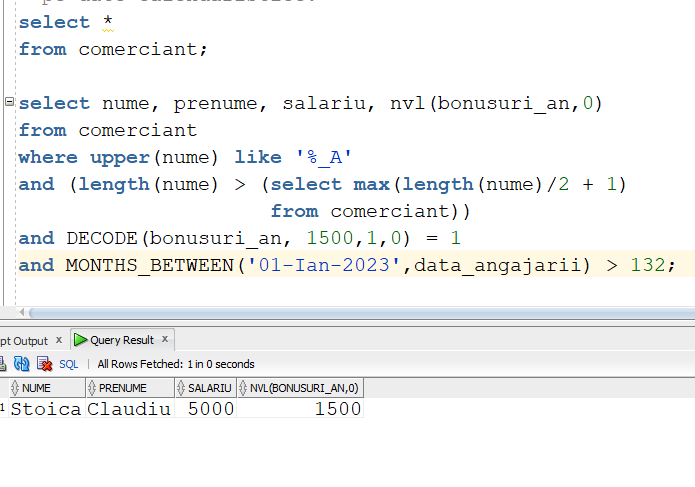 select *
from comerciant;
select nume, prenume, salariu, nvl(bonusuri_an,0)
from comerciant
where upper(nume) like '%_A'
and (length(nume) > (select max(length(nume)/2 + 1)
from comerciant))
and DECODE(bonusuri_an, 1500,1,0) = 1
and MONTHS_BETWEEN('01-Ian-2023',data_angajarii) > 132;
pt Output x Query Result x
SQL | All Rows Fetched: 1 in 0 seconds
NUME PRENUME SALARIU NVL(BONUSURI_AN,0)
1 Stoica Claudiu 5000 1500